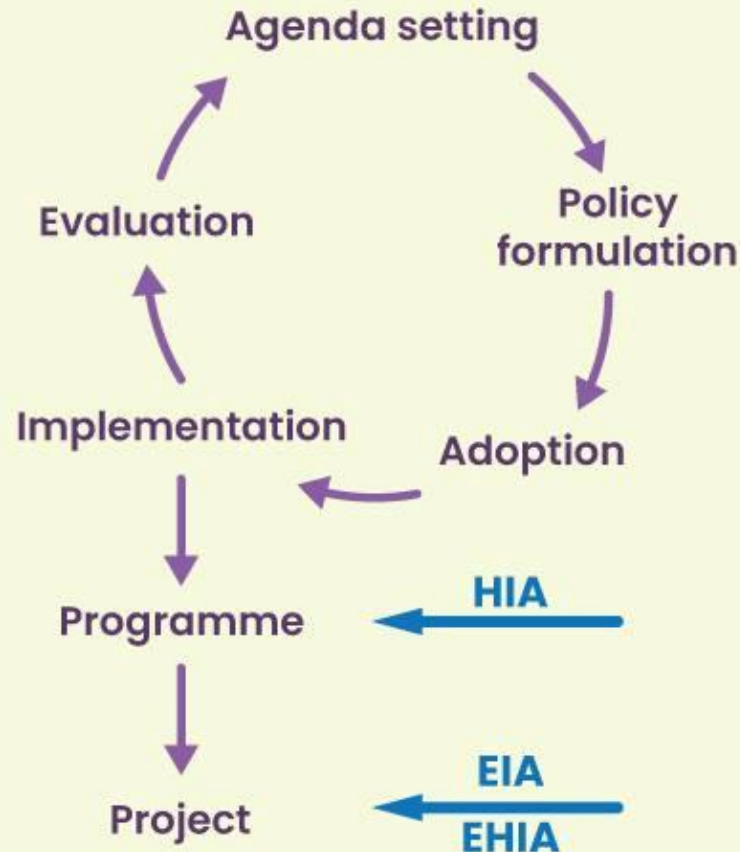 Agenda setting
Evaluation
Policy
formulation
Implementation
Adoption
HIA
Programme
EIA
Project
EHIA